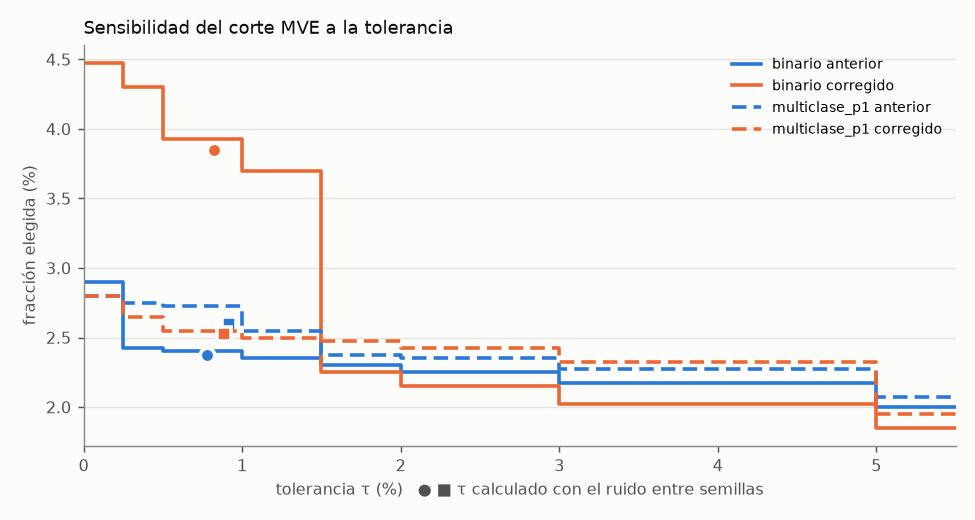 Sensibilidad del corte MVE a la tolerancia
binario anterior
binario corregido
multiclase_p1 anterior
multiclase_p1 corregido
fracción elegida (%)
4.5
4.0
3.5
3.0
2.5
2.0
0 1 2 3 4 5
tolerancia τ (%) ● ■ τ calculado con el ruido entre semillas